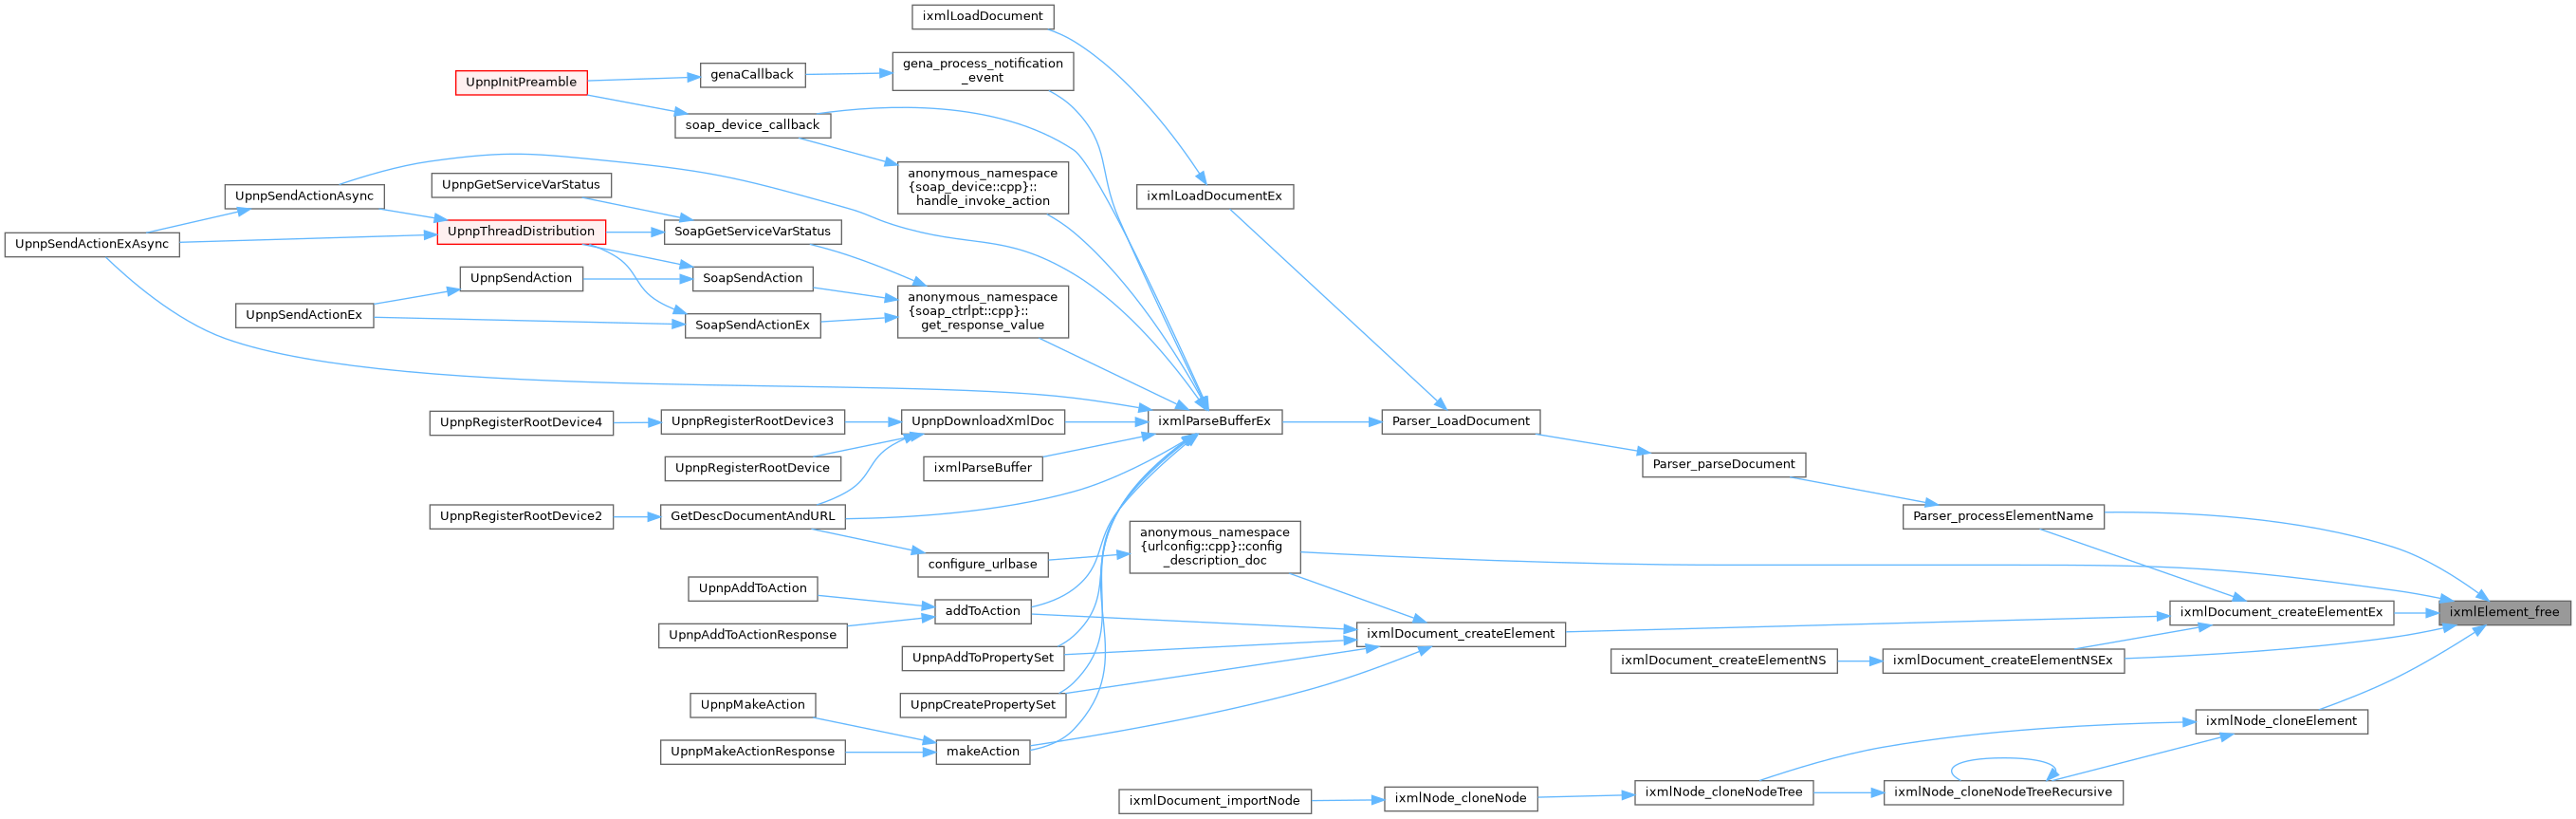 ixmlLoadDocument
gena_process_notification
_event
genaCallback
UpnpInitPreamble
soap_device_callback
anonymous_namespace
{soap_device::cpp}::
handle_invoke_action
UpnpSendActionAsync
UpnpGetServiceVarStatus
ixmlLoadDocumentEx
UpnpSendActionExAsync
UpnpThreadDistribution
SoapGetServiceVarStatus
UpnpSendAction
SoapSendAction
anonymous_namespace
{soap_ctrlpt::cpp}::
get_response_value
UpnpSendActionEx
SoapSendActionEx
UpnpRegisterRootDevice4
UpnpRegisterRootDevice3
UpnpDownloadXmlDoc
ixmlParseBufferEx
Parser_LoadDocument
UpnpRegisterRootDevice
ixmlParseBuffer
Parser_parseDocument
UpnpRegisterRootDevice2
GetDescDocumentAndURL
Parser_processElementName
anonymous_namespace
{urlconfig::cpp}::config
_description_doc
configure_urlbase
UpnpAddToAction
addToAction
ixmlDocument_createElementEx
ixmlElement_free
UpnpAddToActionResponse
ixmlDocument_createElement
UpnpAddToPropertySet
ixmlDocument_createElementNS
ixmlDocument_createElementNSEx
UpnpMakeAction
UpnpCreatePropertySet
ixmlNode_cloneElement
UpnpMakeActionResponse
makeAction
ixmlDocument_importNode
ixmlNode_cloneNode
ixmlNode_cloneNodeTree
ixmlNode_cloneNodeTreeRecursive